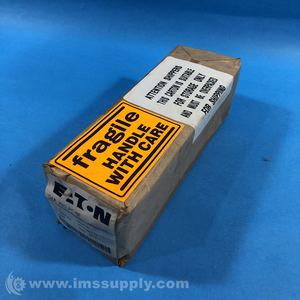 ATTENTION SHIPPERS
THIS CARTON IS SUITABLE
FOR STORAGE ONLY
AND MUST BE OVERPACKED
FOR SHIPPING
fragile
HANDLE
WITH CARE
EATON
www.imssupply.com